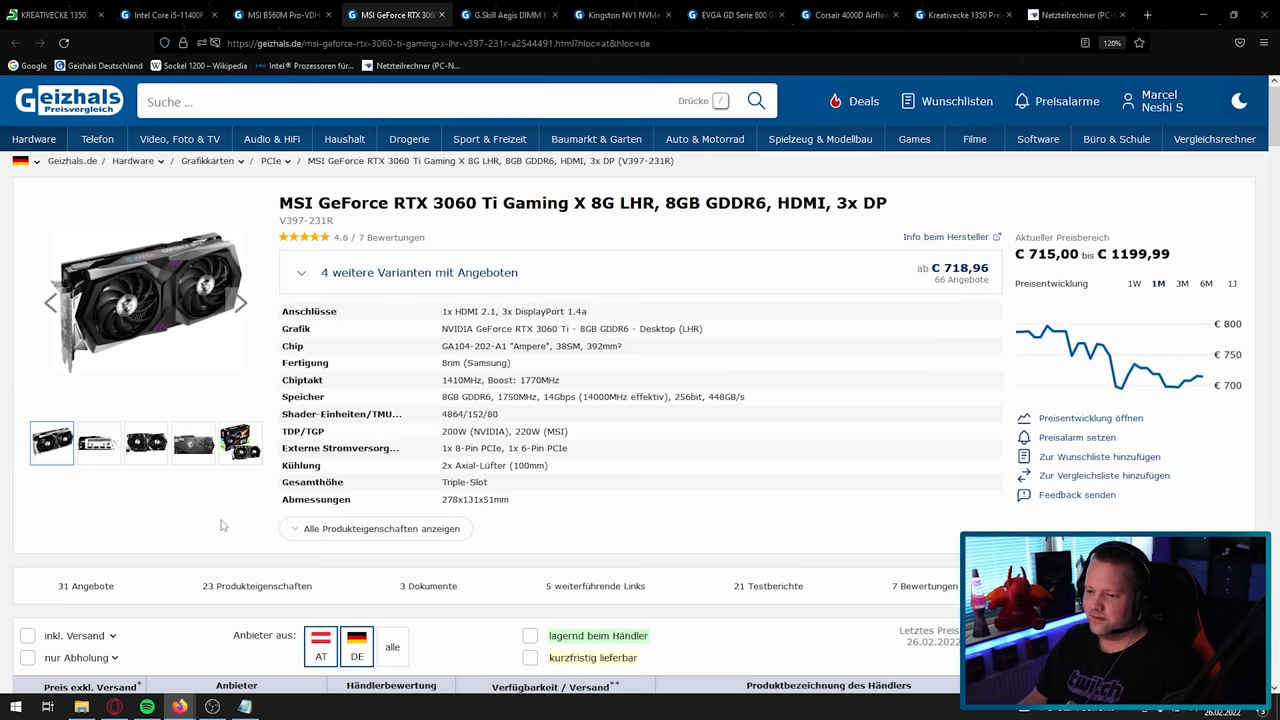 KREATIVECKE 1350.
Intel Core i5-11400F,
MSI B560M Pro-VDH
MSI GeForce RTX 306
G.Skill Aegis DIMM K
Kingston NV1 NVMe
EVGA GD Serie 600 G
Corsair 4000D Airflow
Kreativecke 1350 Prei
Netzteilrechner (PC-N
https://geizhals.de/msi-geforce-rtx-3060-ti-gaming-x-lhr-v397-231r-a2544491.html?hloc=at&hloc=de
120%
Google
Geizhals Deutschland
Sockel 1200 – Wikipedia
Intel® Prozessoren für...
Netzteilrechner (PC-N...
Geizhals
Preisvergleich
Suche ...
Drücke /
Deals
Wunschlisten
Preisalarme
Marcel
Neshi S
Hardware
Telefon
Video, Foto & TV
Audio & HiFi
Haushalt
Drogerie
Sport & Freizeit
Baumarkt & Garten
Auto & Motorrad
Spielzeug & Modellbau
Games
Filme
Software
Büro & Schule
Vergleichsrechner
Geizhals.de / Hardware / Grafikkarten / PCIe / MSI GeForce RTX 3060 Ti Gaming X 8G LHR, 8GB GDDR6, HDMI, 3x DP (V397-231R)
MSI GeForce RTX 3060 Ti Gaming X 8G LHR, 8GB GDDR6, HDMI, 3x DP
V397-231R
4.6 / 7 Bewertungen
Info beim Hersteller
4 weitere Varianten mit Angeboten
ab € 718,96
66 Angebote
Anschlüsse 1x HDMI 2.1, 3x DisplayPort 1.4a
Grafik NVIDIA GeForce RTX 3060 Ti - 8GB GDDR6 - Desktop (LHR)
Chip GA104-202-A1 "Ampere", 38SM, 392mm²
Fertigung 8nm (Samsung)
Chiptakt 1410MHz, Boost: 1770MHz
Speicher 8GB GDDR6, 1750MHz, 14Gbps (14000MHz effektiv), 256bit, 448GB/s
Shader-Einheiten/TMU... 4864/152/80
TDP/TGP 200W (NVIDIA), 220W (MSI)
Externe Stromversorg... 1x 8-Pin PCIe, 1x 6-Pin PCIe
Kühlung 2x Axial-Lüfter (100mm)
Gesamthöhe Triple-Slot
Abmessungen 278x131x51mm
Alle Produkteigenschaften anzeigen
Aktueller Preisbereich
€ 715,00 bis € 1199,99
Preisentwicklung 1W 1M 3M 6M 1J
€ 800
€ 750
€ 700
Preisentwicklung öffnen
Preisalarm setzen
Zur Wunschliste hinzufügen
Zur Vergleichsliste hinzufügen
Feedback senden
31 Angebote
23 Produkteigenschaften
3 Dokumente
5 weiterführende Links
21 Testberichte
7 Bewertungen
inkl. Versand
nur Abholung
Anbieter aus:
AT
DE
alle
lagernd beim Händler
kurzfristig lieferbar
Letztes Preis
26.02.2022
Preis exkl. Versand*
Anbieter
Händlerbewertung
Verfügbarkeit / Versand**
Produktbezeichnung des Händlers
twitch
26.02.2022